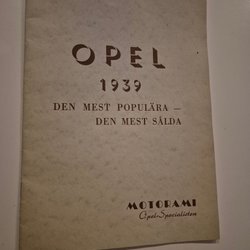 OPEL
1939
DEN MEST POPULÄRA —
DEN MEST SÅLDA
MOTORAMI
Opel-Specialisten